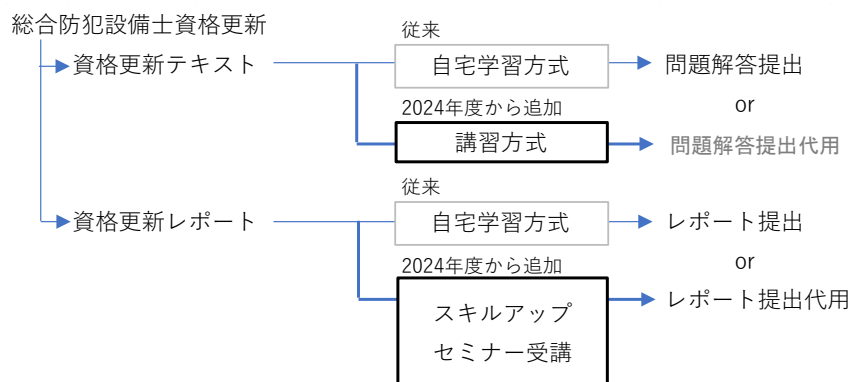 総合防犯設備士資格更新
従来
資格更新テキスト 自宅学習方式 問題解答提出
2024年度から追加 or
講習方式 問題解答提出代用
従来
資格更新レポート 自宅学習方式 レポート提出
2024年度から追加 or
スキルアップ レポート提出代用
セミナー受講